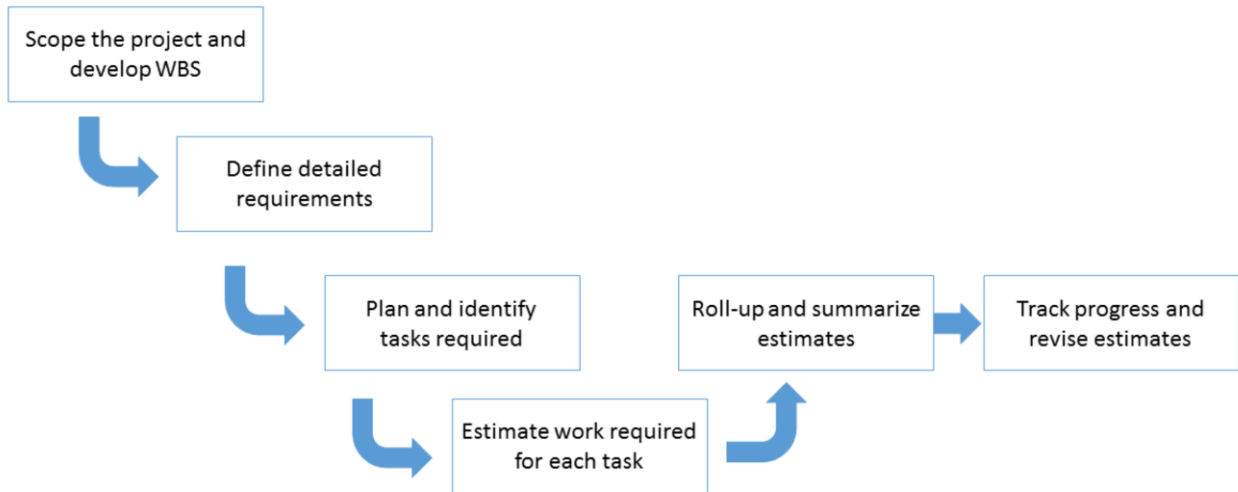 Scope the project and
develop WBS
Define detailed
requirements
Plan and identify
tasks required
Estimate work required
for each task
Roll-up and summarize
estimates
Track progress and
revise estimates